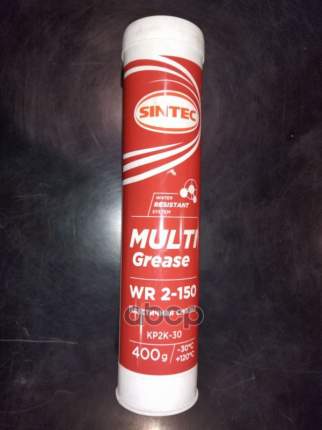 SINTEC
WATER
RESISTANT
SYSTEM
MULTI
Grease
WR 2-150
KP2K-30
400g
-30°C
+120°C